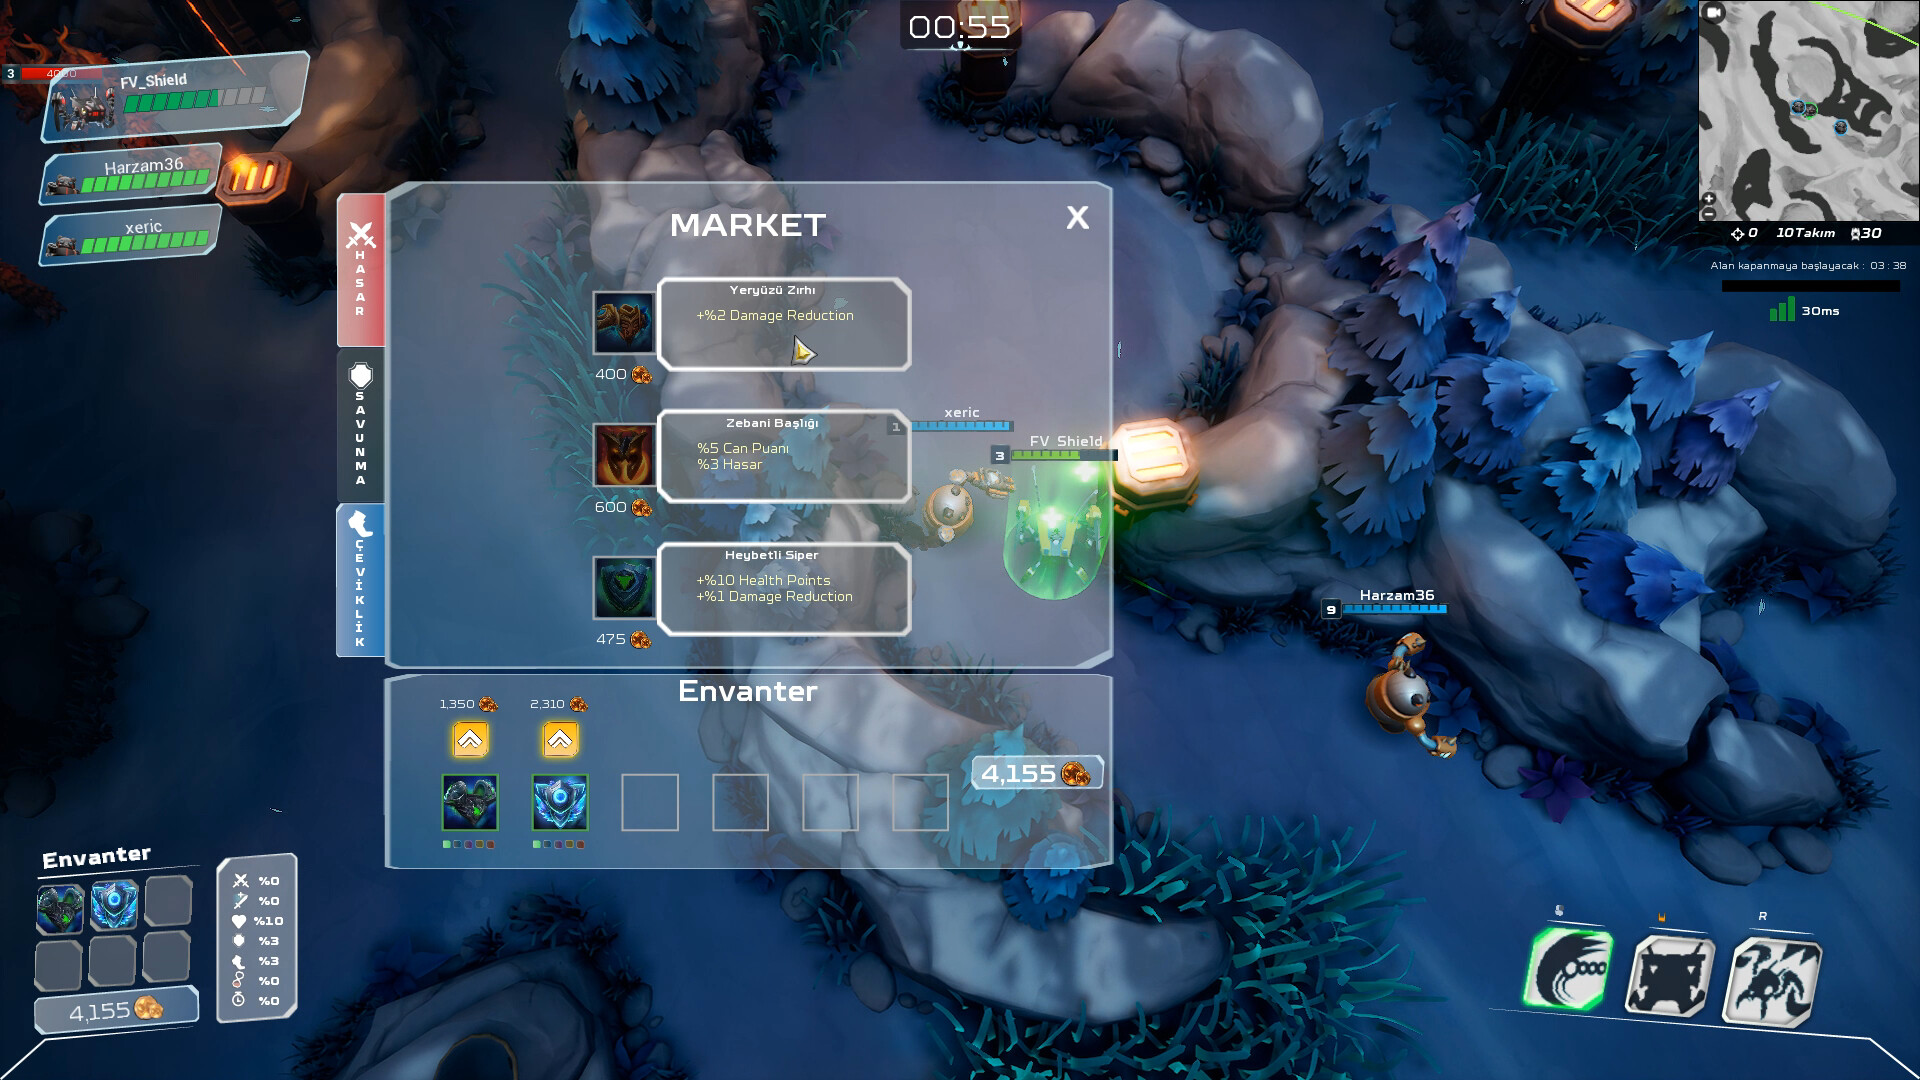 00:55
3
4000
FV_Shield
Harzam36
xeric
0 10Takım 30
Alan kapanmaya başlayacak : 03 : 38
30ms
HASAR
SAVUNMA
ÇEVİKLİK
MARKET
X
Yeryüzü Zırhı
+%2 Damage Reduction
400
Zebani Başlığı
%5 Can Puanı
%3 Hasar
600
Heybetli Siper
+%10 Health Points
+%1 Damage Reduction
475
1 xeric
3 FV_Shield
9 Harzam36
Envanter
1,350
2,310
4,155
Envanter
4,155
%0
%0
%10
%3
%3
%0
%0
R